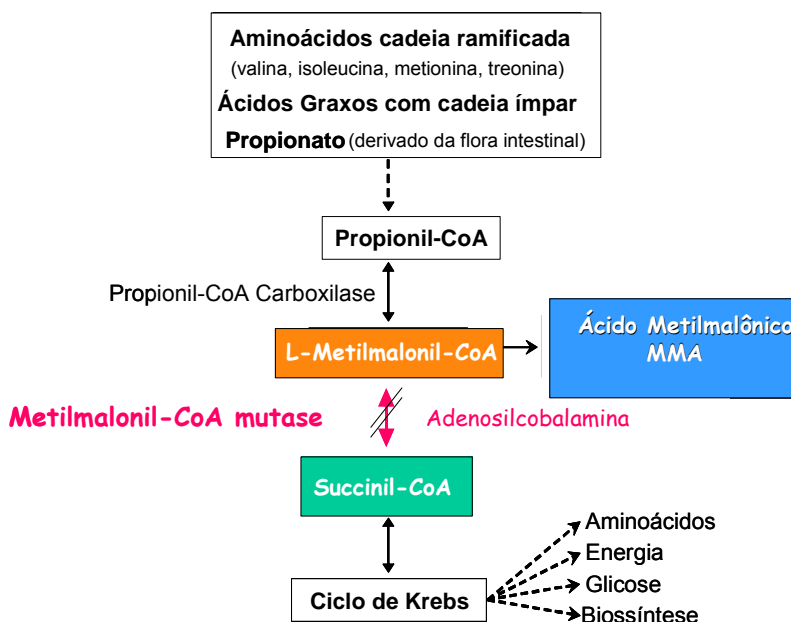 Aminoácidos cadeia ramificada
(valina, isoleucina, metionina, treonina)
Ácidos Graxos com cadeia ímpar
Propionato (derivado da flora intestinal)
Propionil-CoA
Propionil-CoA Carboxilase
L-Metilmalonil-CoA
Ácido Metilmalônico
MMA
Metilmalonil-CoA mutase
Adenosilcobalamina
Succinil-CoA
Aminoácidos
Energia
Glicose
Biossíntese
Ciclo de Krebs